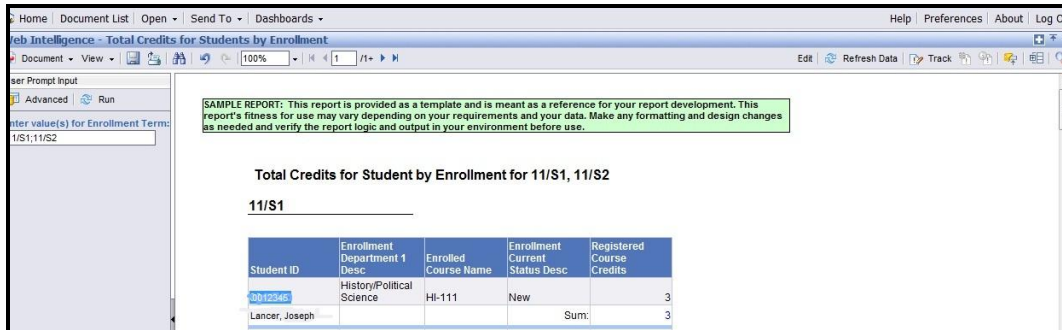 Home Document List Open Send To Dashboards Help Preferences About Log O
Web Intelligence - Total Credits for Students by Enrollment
Document View 100% 1 /1+ Edit Refresh Data Track
User Prompt Input
Advanced Run
Enter value(s) for Enrollment Term:
1/S1;11/S2
SAMPLE REPORT: This report is provided as a template and is meant as a reference for your report development. This
report's fitness for use may vary depending on your requirements and your data. Make any formatting and design changes
as needed and verify the report logic and output in your environment before use.
Total Credits for Student by Enrollment for 11/S1, 11/S2
11/S1
Student ID Enrollment Department 1 Desc Enrolled Course Name Enrollment Current Status Desc Registered Course Credits
0012345 History/Political Science HI-111 New 3
Lancer, Joseph Sum: 3